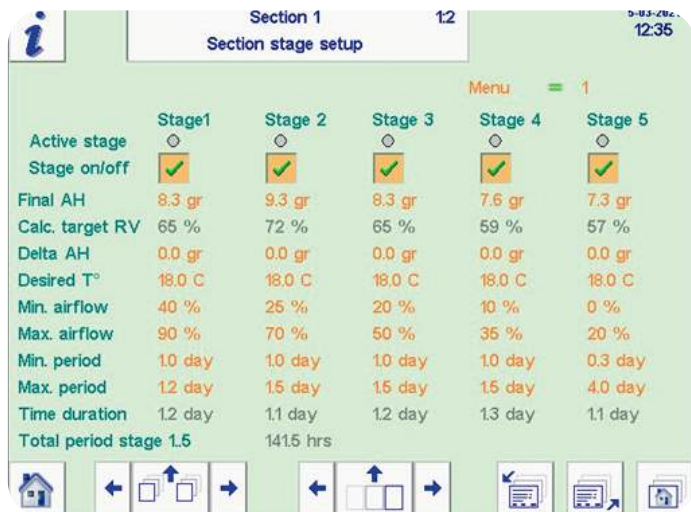 i
Section 1 1:2
Section stage setup
12:35
Menu = 1
Stage1 Stage 2 Stage 3 Stage 4 Stage 5
Active stage
Stage on/off
Final AH 8.3 gr 9.3 gr 8.3 gr 7.6 gr 7.3 gr
Calc. target RV 65 % 72 % 65 % 59 % 57 %
Delta AH 0.0 gr 0.0 gr 0.0 gr 0.0 gr 0.0 gr
Desired T° 18.0 C 18.0 C 18.0 C 18.0 C 18.0 C
Min. airflow 40 % 25 % 20 % 10 % 0 %
Max. airflow 90 % 70 % 50 % 35 % 20 %
Min. period 1.0 day 1.0 day 1.0 day 1.0 day 0.3 day
Max. period 1.2 day 1.5 day 1.5 day 1.5 day 4.0 day
Time duration 1.2 day 1.1 day 1.2 day 1.3 day 1.1 day
Total period stage 1..5 141.5 hrs